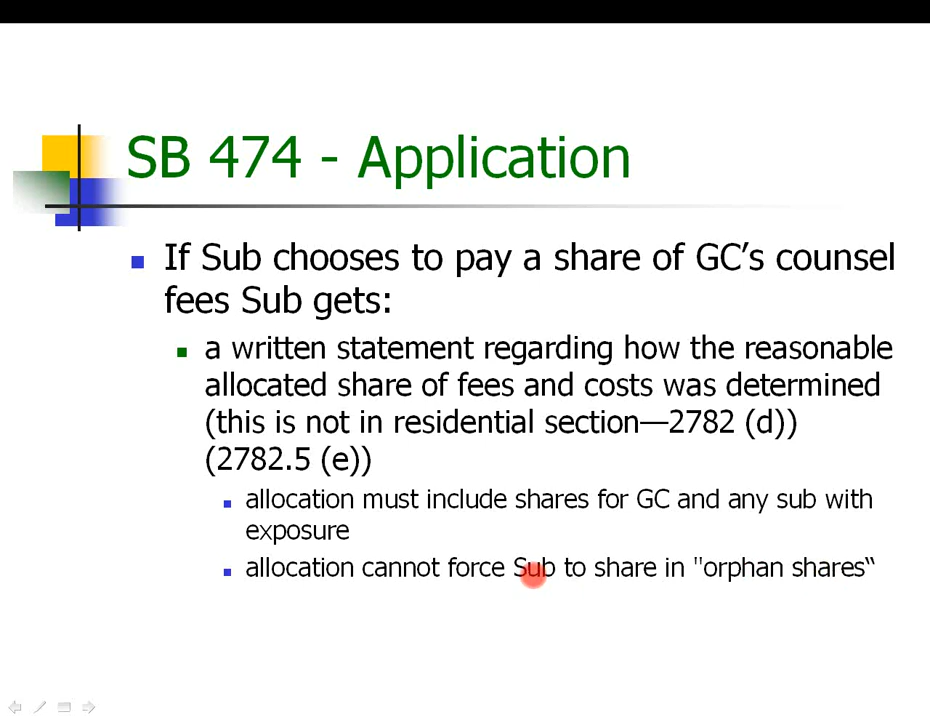 SB 474 - Application
If Sub chooses to pay a share of GC’s counsel
fees Sub gets:
a written statement regarding how the reasonable
allocated share of fees and costs was determined
(this is not in residential section—2782 (d))
(2782.5 (e))
allocation must include shares for GC and any sub with
exposure
allocation cannot force Sub to share in "orphan shares“